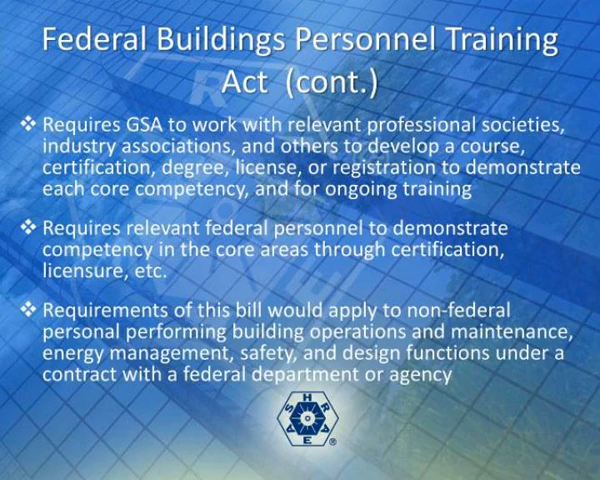 Federal Buildings Personnel Training
Act (cont.)
❖ Requires GSA to work with relevant professional societies,
industry associations, and others to develop a course,
certification, degree, license, or registration to demonstrate
each core competency, and for ongoing training
❖ Requires relevant federal personnel to demonstrate
competency in the core areas through certification,
licensure, etc.
❖ Requirements of this bill would apply to non-federal
personal performing building operations and maintenance,
energy management, safety, and design functions under a
contract with a federal department or agency
ASHRAE ®